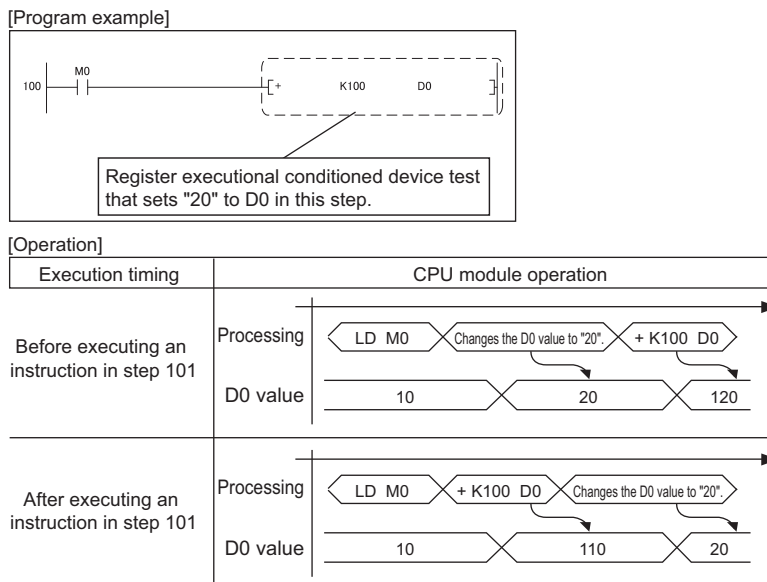 [Program example]
M0
100
[+ K100 D0 ]
Register executional conditioned device test
that sets "20" to D0 in this step.
[Operation]
Execution timing
CPU module operation
Before executing an
instruction in step 101
Processing
LD M0
Changes the D0 value to "20".
+ K100 D0
D0 value
10
20
120
After executing an
instruction in step 101
Processing
LD M0
+ K100 D0
Changes the D0 value to "20".
D0 value
10
110
20